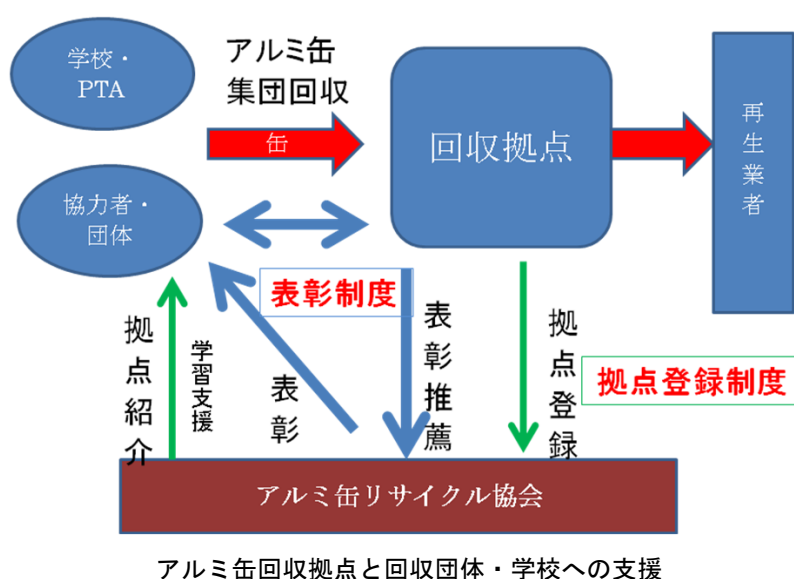 学校・
PTA
アルミ缶
集団回収
缶
回収拠点
再生業者
協力者・
団体
表彰制度
拠点紹介
学習支援
表彰
表彰推薦
拠点登録
拠点登録制度
アルミ缶リサイクル協会
アルミ缶回収拠点と回収団体・学校への支援